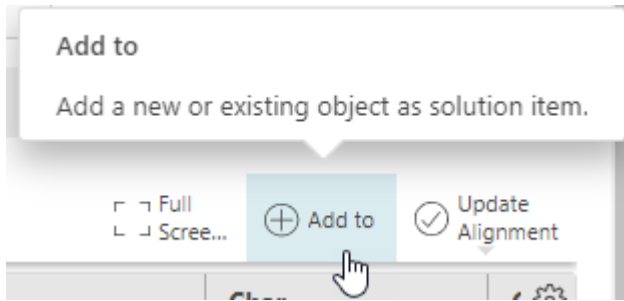 Add to
Add a new or existing object as solution item.
Full
Scree...
Add to
Update
Alignment